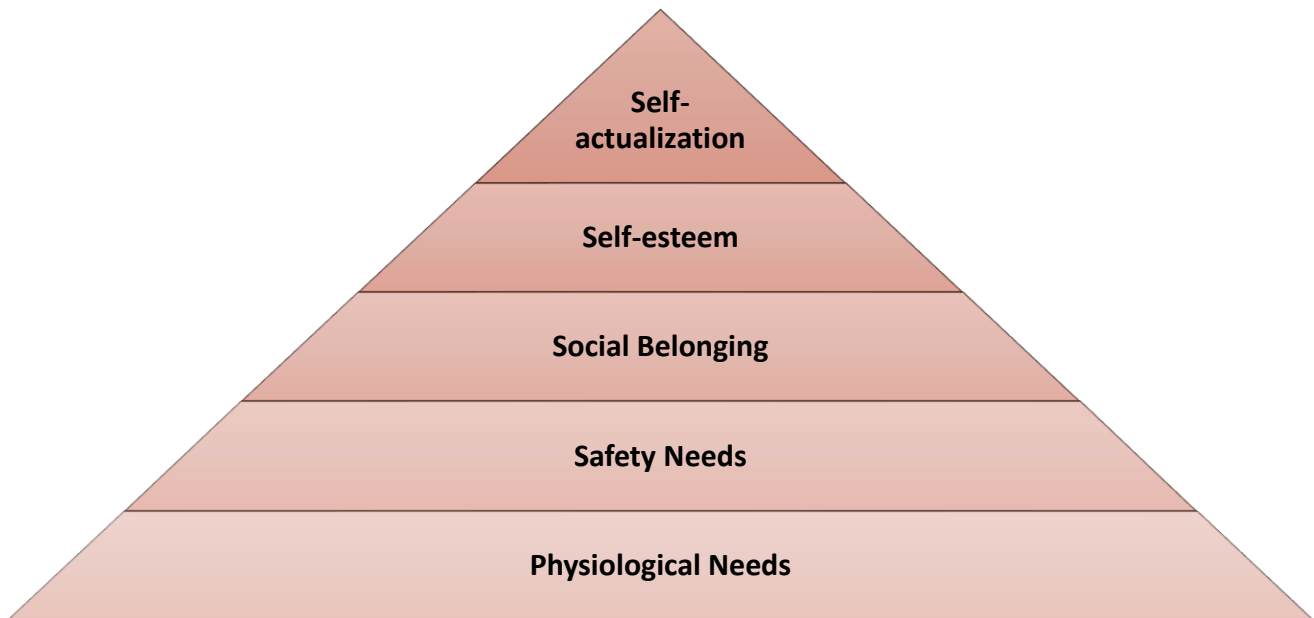 Self-
actualization
Self-esteem
Social Belonging
Safety Needs
Physiological Needs